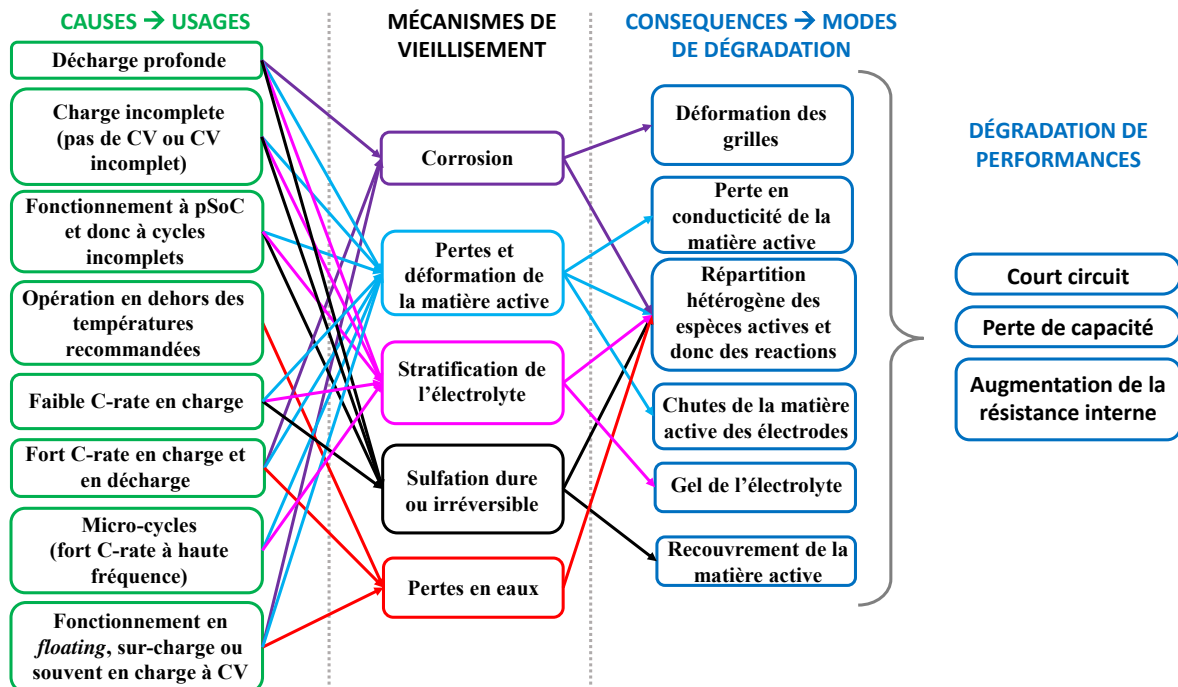 CAUSES → USAGES
Décharge profonde
Charge incomplete
(pas de CV ou CV
incomplet)
Fonctionnement à pSoC
et donc à cycles
incomplets
Opération en dehors des
températures
recommandées
Faible C-rate en charge
Fort C-rate en charge et
en décharge
Micro-cycles
(fort C-rate à haute
fréquence)
Fonctionnement en
floating, sur-charge ou
souvent en charge à CV
MÉCANISMES DE
VIEILLISEMENT
Corrosion
Pertes et
déformation de
la matière active
Stratification de
l’électrolyte
Sulfation dure
ou irréversible
Pertes en eaux
CONSEQUENCES → MODES
DE DÉGRADATION
Déformation des
grilles
Perte en
conducticité de la
matière active
Répartition
hétérogène des
espèces actives et
donc des reactions
Chutes de la matière
active des électrodes
Gel de l’électrolyte
Recouvrement de la
matière active
DÉGRADATION DE
PERFORMANCES
Court circuit
Perte de capacité
Augmentation de la
résistance interne